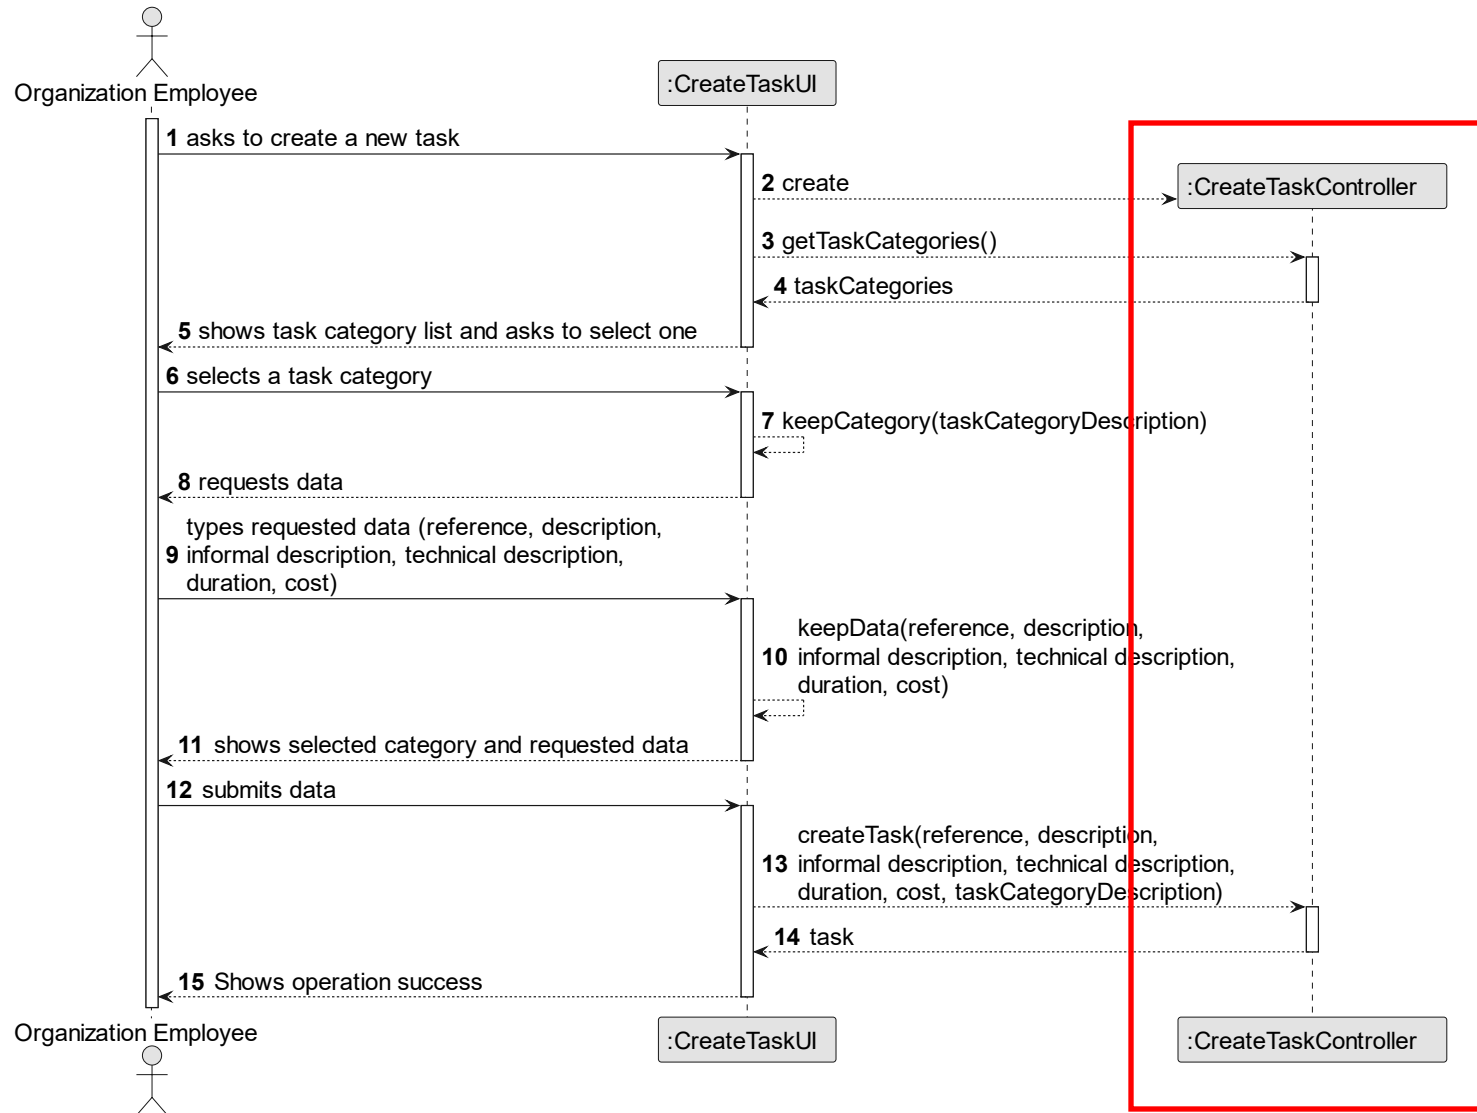 Organization Employee
:CreateTaskUI
1 asks to create a new task
2 create
:CreateTaskController
3 getTaskCategories()
4 taskCategories
5 shows task category list and asks to select one
6 selects a task category
7 keepCategory(taskCategoryDescription)
8 requests data
types requested data (reference, description,
9 informal description, technical description,
duration, cost)
keepData(reference, description,
10 informal description, technical description,
duration, cost)
11 shows selected category and requested data
12 submits data
createTask(reference, description,
13 informal description, technical description,
duration, cost, taskCategoryDescription)
14 task
15 Shows operation success
Organization Employee
:CreateTaskUI
:CreateTaskController